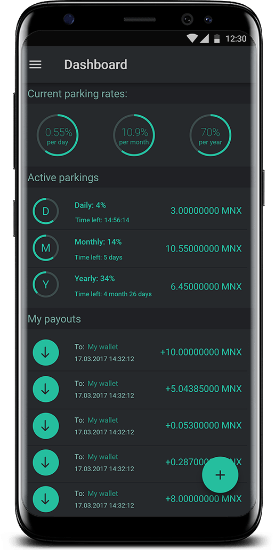 12:30
Dashboard
Current parking rates:
0.55% 10.9% 70%
per day per month per year
Active parkings
D Daily: 4% 3.00000000 MNX
Time left: 14:56:14
M Monthly: 14% 10.55000000 MNX
Time left: 5 days
Y Yearly: 34% 6.45000000 MNX
Time left: 4 month 26 days
My payouts
To: My wallet +10.00000000 MNX
17.03.2017 14:32:12
To: My wallet +5.04385000 MNX
17.03.2017 14:32:12
To: My wallet +0.05300000 MNX
17.03.2017 14:32:12
To: My wallet +0.2870 MNX
17.03.2017 14:32:12
To: My wallet +8.00000000 MNX
17.03.2017 14:32:12